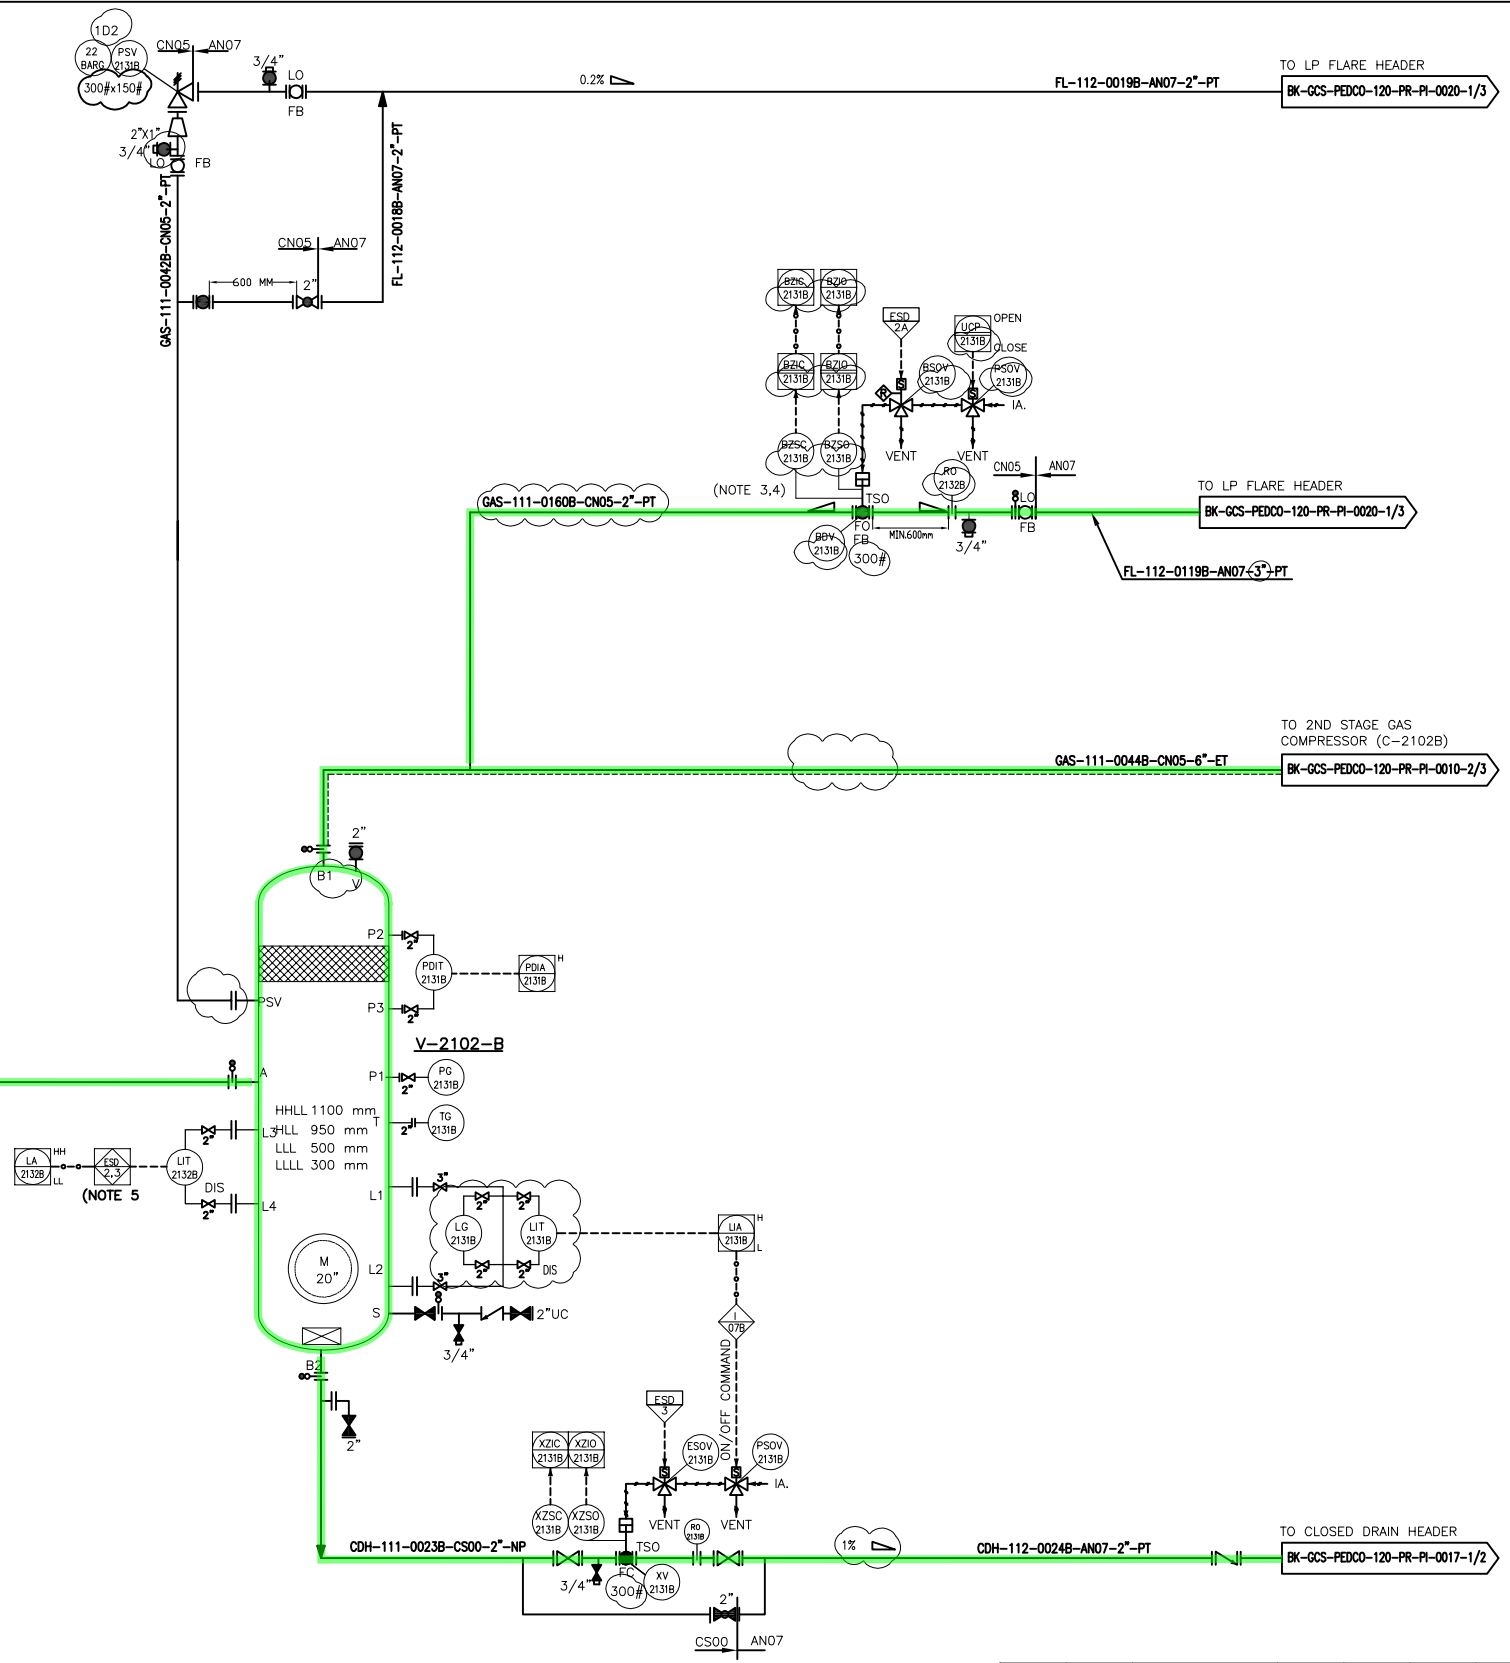 1D2
22
BARG
PSV
2131B
300#x150#
CN05
AN07
3/4"
LO
FB
0.2%
FL-112-0019B-AN07-2"-PT
TO LP FLARE HEADER
BK-GCS-PEDCO-120-PR-PI-0020-1/3
2"X1"
3/4"
LO
FB
GAS-111-0042B-CN05-2"-PT
FL-112-0018B-AN07-2"-PT
CN05
AN07
600 MM
2"
BZIC
2131B
BZIO
2131B
ESD
2A
UCP
2131B
OPEN
CLOSE
BZIC
2131B
BZIO
2131B
BSOV
2131B
PSOV
2131B
S
S
R
IA.
BZSC
2131B
BZSO
2131B
VENT
VENT
(NOTE 3,4)
RO
2132B
CN05
AN07
GAS-111-0160B-CN05-2"-PT
TSO
LO
FO
FB
FB
BDV
2131B
300#
MIN.600mm
3/4"
TO LP FLARE HEADER
BK-GCS-PEDCO-120-PR-PI-0020-1/3
FL-112-0119B-AN07-3"-PT
TO 2ND STAGE GAS
COMPRESSOR (C-2102B)
GAS-111-0044B-CN05-6"-ET
BK-GCS-PEDCO-120-PR-PI-0010-2/3
2"
B1
V
P2
2"
PDIT
2131B
PDIA
2131B
H
PSV
P3
2"
V-2102-B
A
P1
2"
PG
2131B
HHLL 1100 mm
HLL 950 mm
LLL 500 mm
LLLL 300 mm
T
2"
TG
2131B
L3
2"
LA
2132B
HH
LL
ESD
2,3
LIT
2132B
(NOTE 5
DIS
2"
L4
L1
3"
2"
2"
LG
2131B
LIT
2131B
LIA
2131B
H
L
M
20"
L2
3"
2"
2"
DIS
S
2"UC
3/4"
I
07B
ON/OFF COMMAND
B2
2"
ESD
3
XZIC
2131B
XZIO
2131B
ESOV
2131B
PSOV
2131B
S
S
IA.
XZSC
2131B
XZSO
2131B
VENT
VENT
RO
2131B
CDH-111-0023B-CS00-2"-NP
TSO
FC
3/4"
300#
XV
2131B
1%
CDH-112-0024B-AN07-2"-PT
TO CLOSED DRAIN HEADER
BK-GCS-PEDCO-120-PR-PI-0017-1/2
2"
CS00
AN07